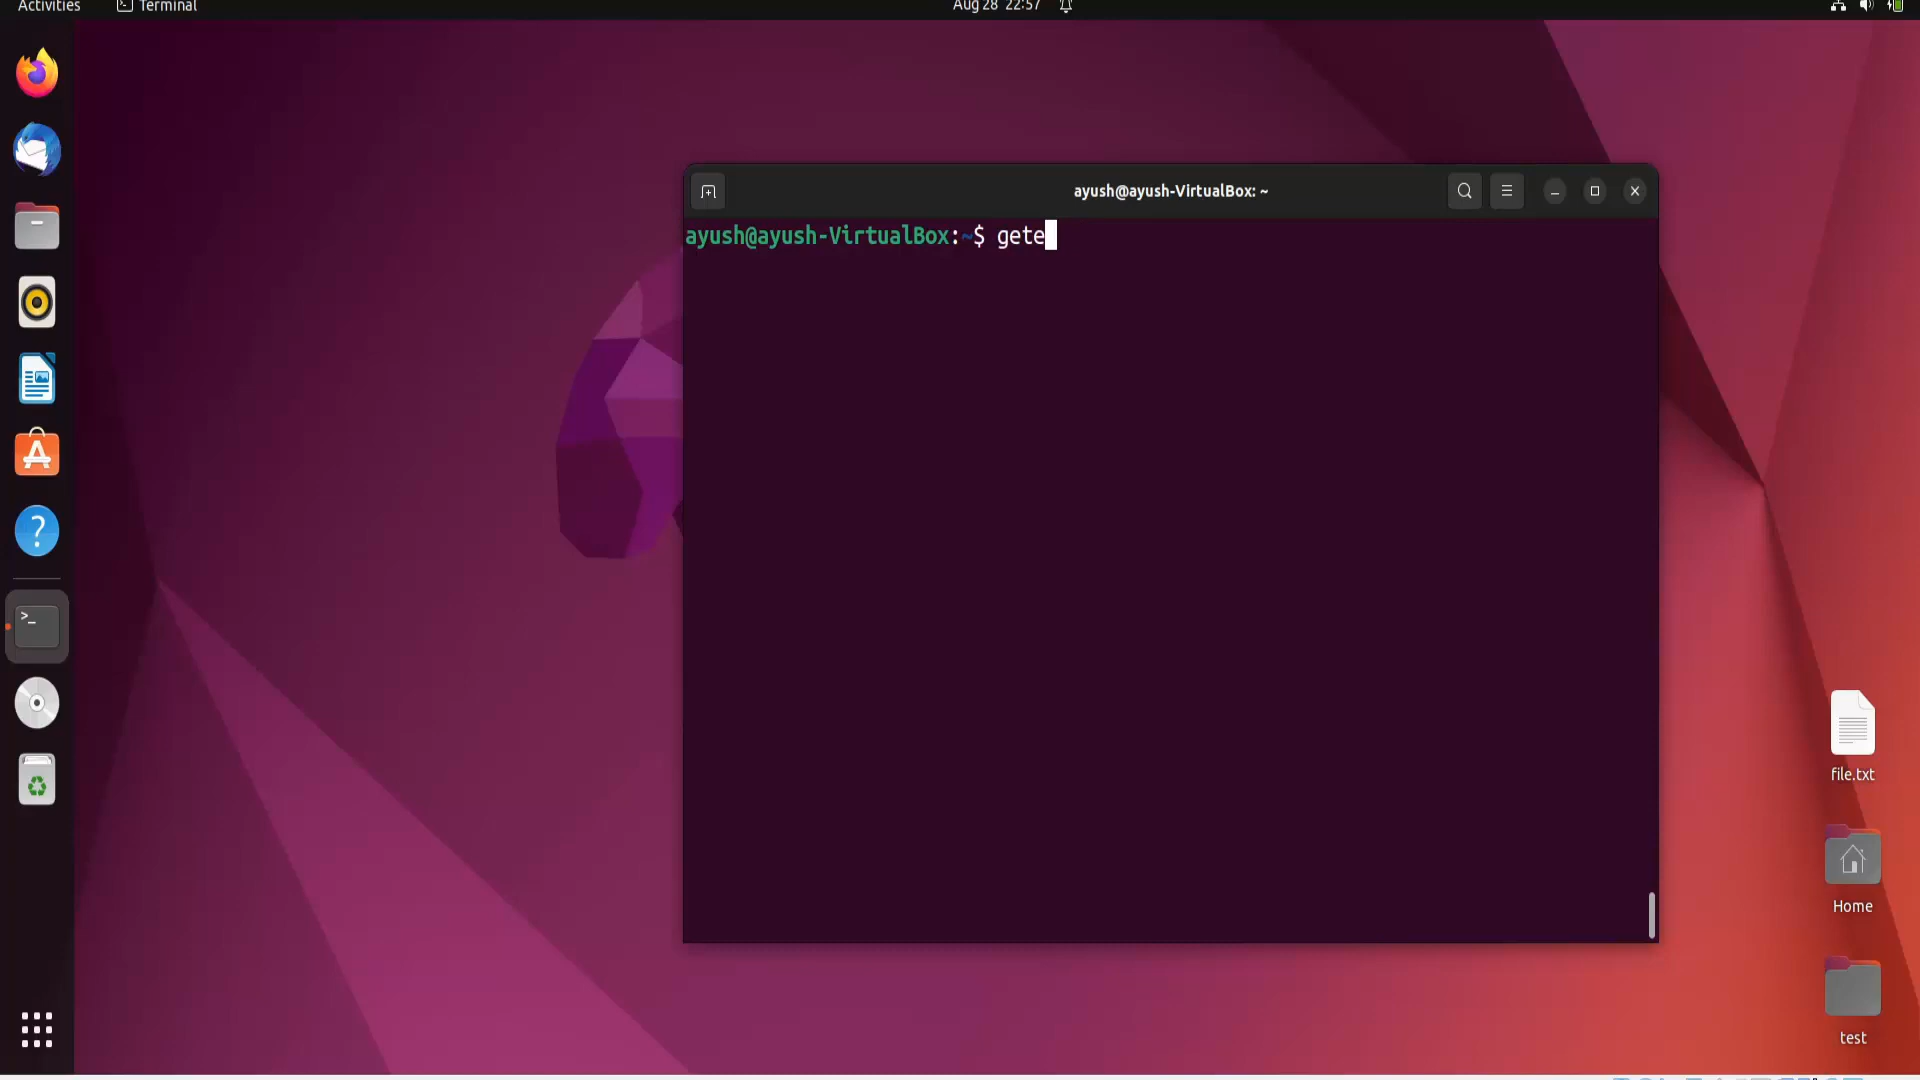 Activities Terminal Aug 28 22:57
ayush@ayush-VirtualBox: ~
ayush@ayush-VirtualBox:~$ gete
file.txt
Home
test